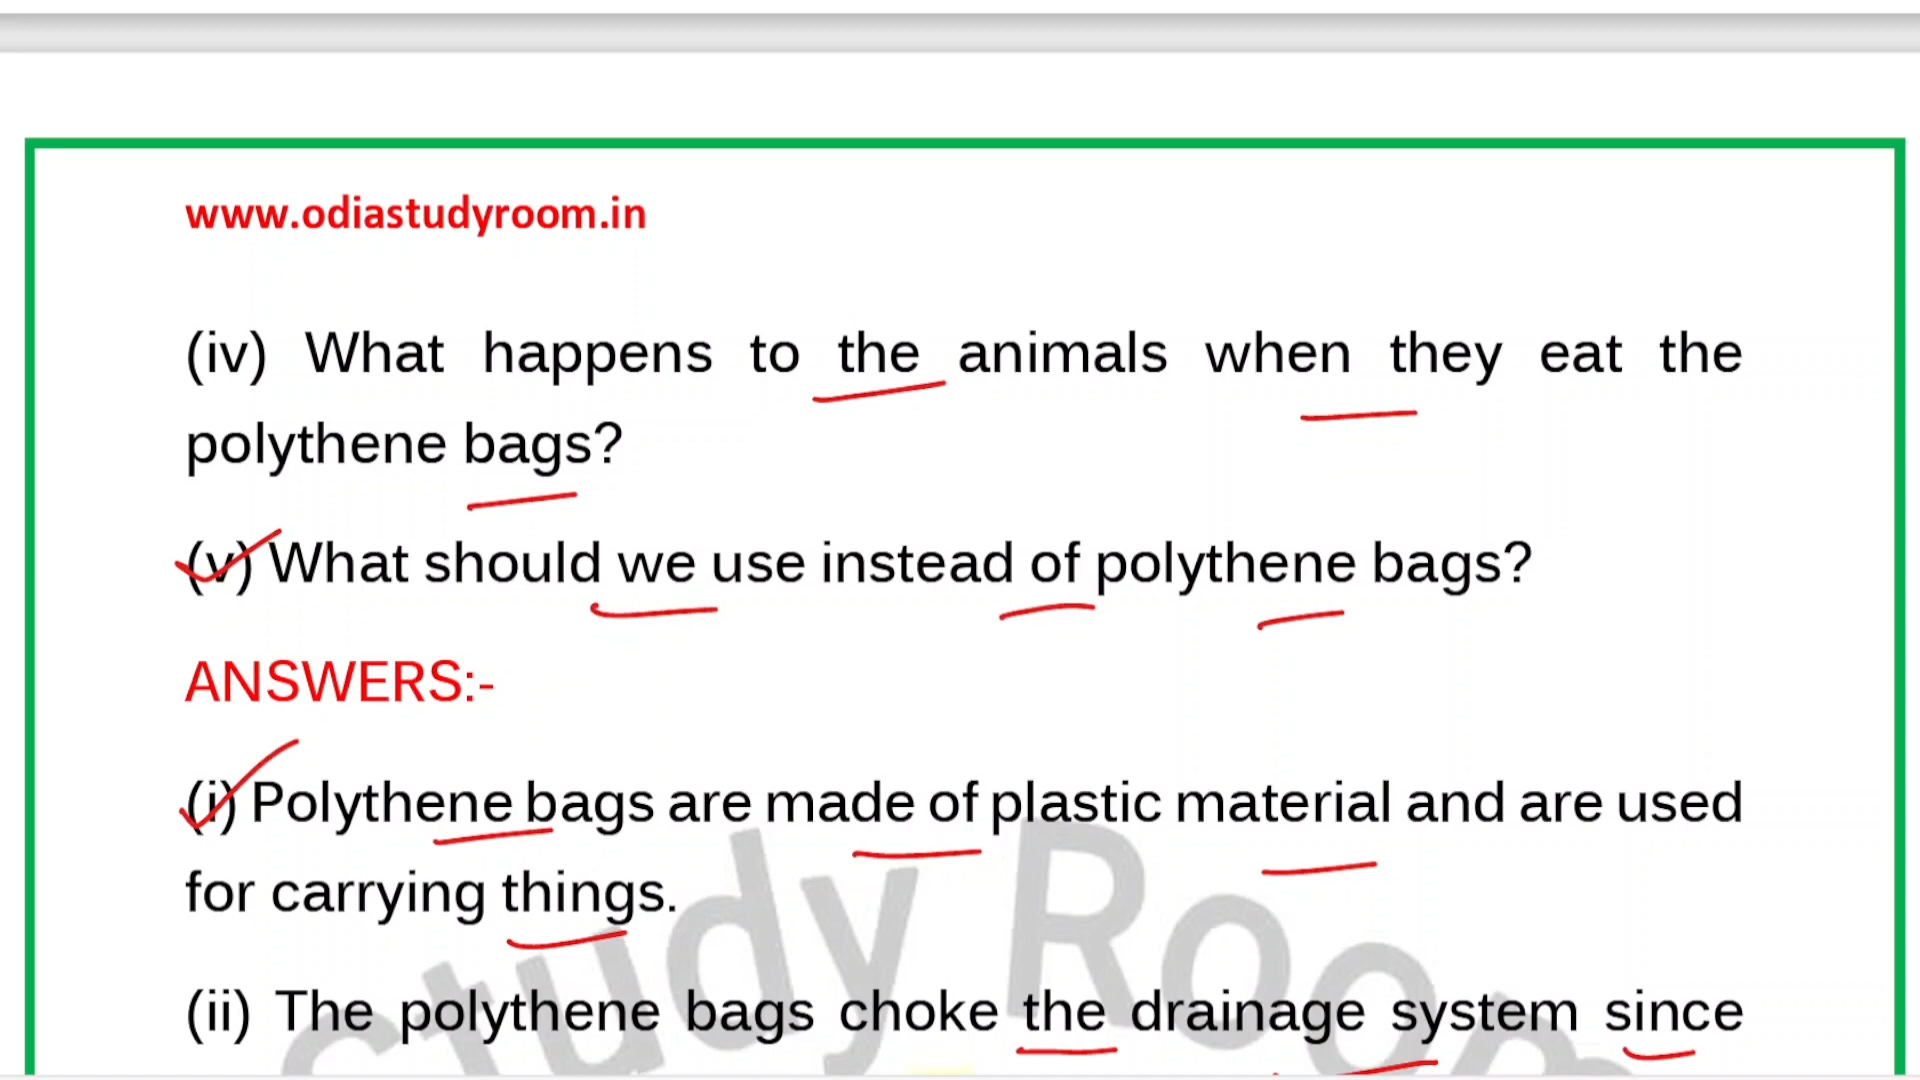 www.odiastudyroom.in
(iv) What happens to the animals when they eat the
polythene bags?
(v) What should we use instead of polythene bags?
ANSWERS:-
(i) Polythene bags are made of plastic material and are used
for carrying things.
(ii) The polythene bags choke the drainage system since
Study Room